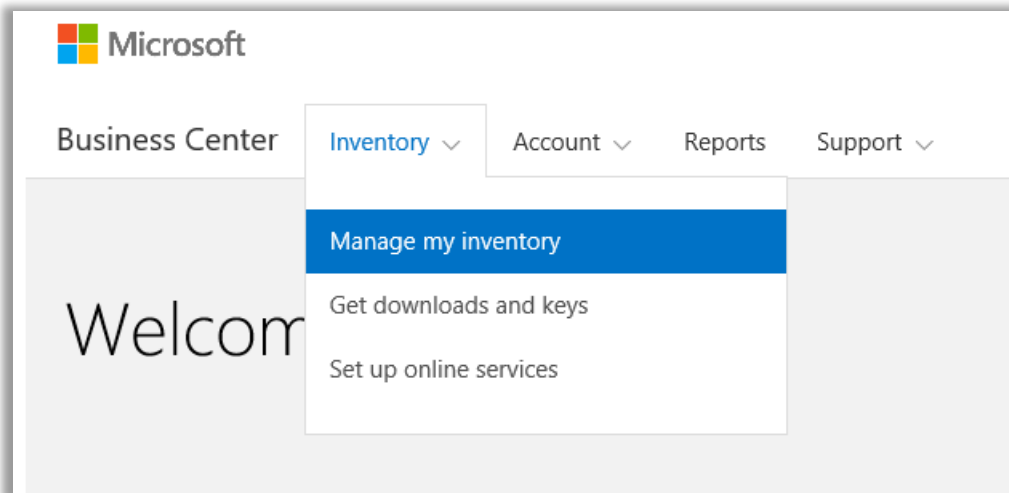 Microsoft
Business Center Inventory Account Reports Support
Manage my inventory
Get downloads and keys
Welcom
Set up online services